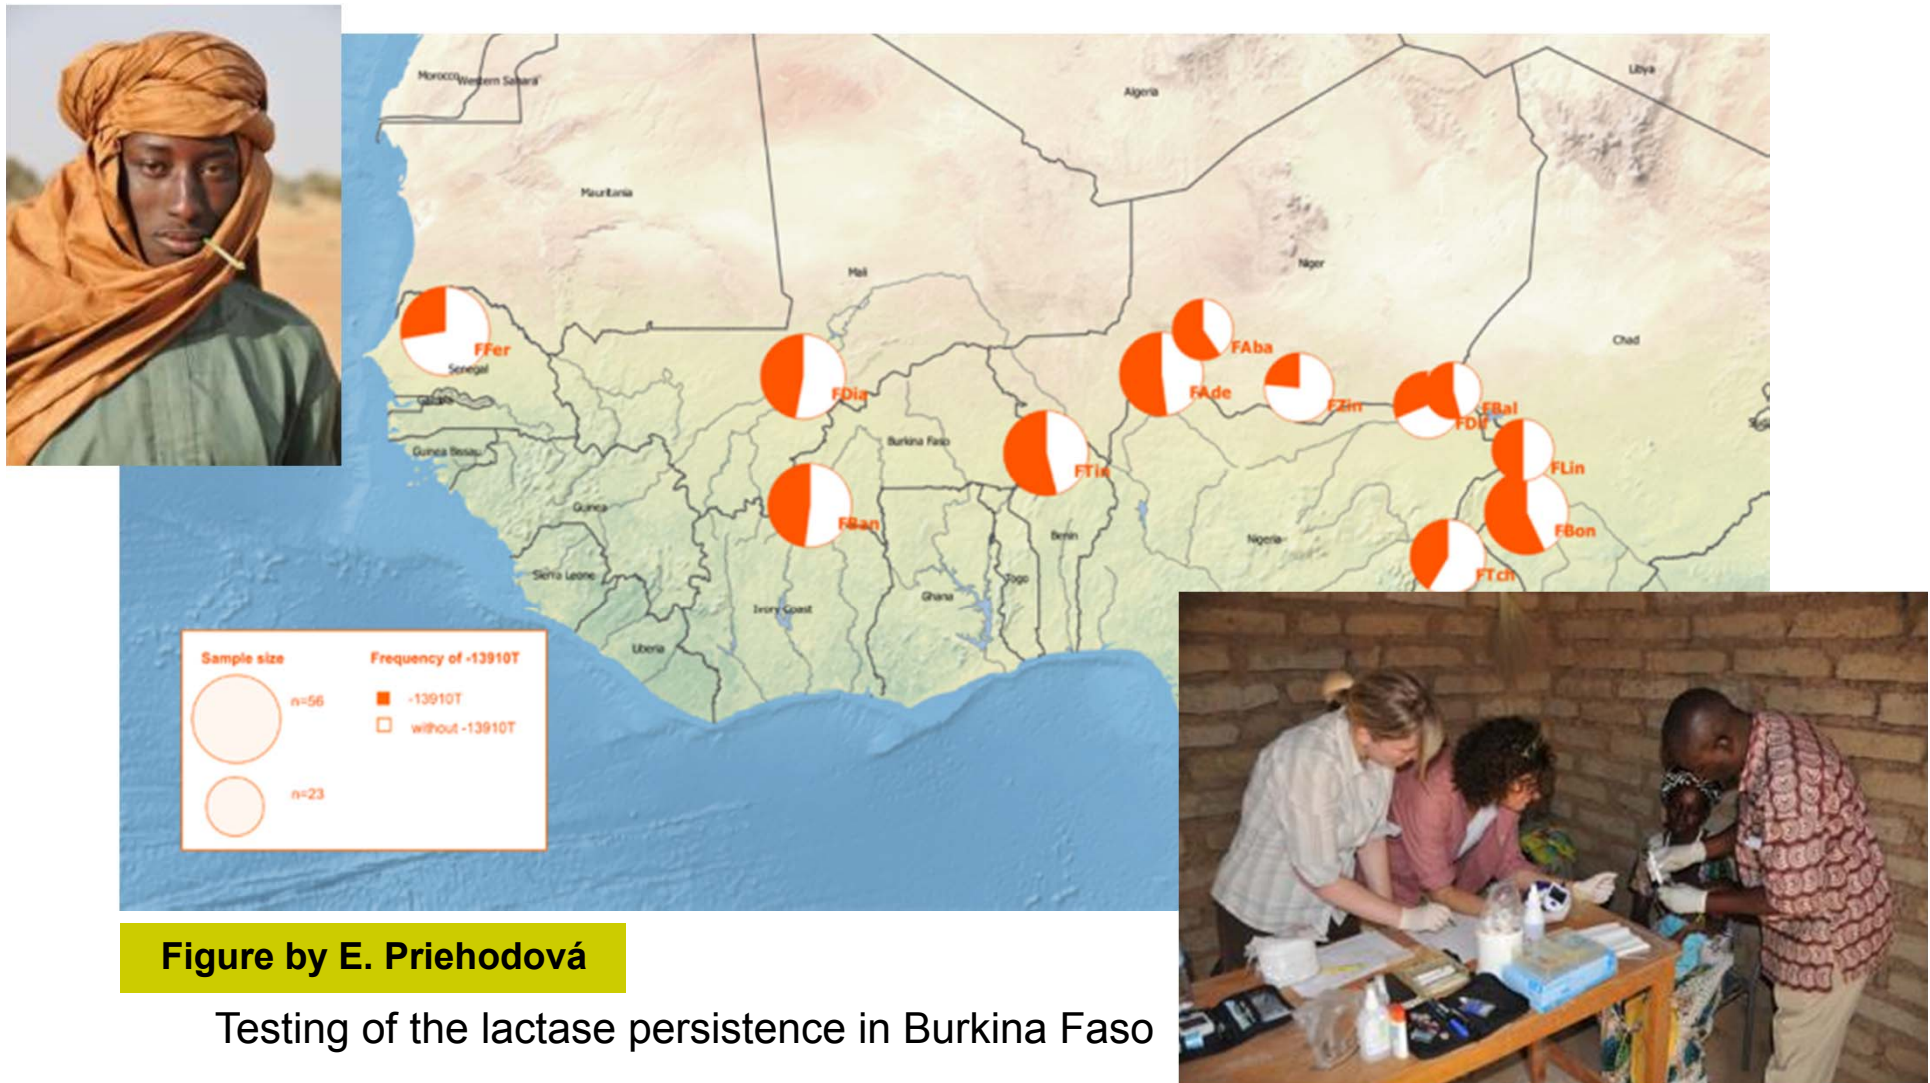 Morocco
Western Sahara
Algeria
Libya
Mauritania
Mali
Niger
Chad
FFer
Senegal
FDia
FAba
FAde
FZin
FBal
FDif
Burkina Faso
Guinea Bissau
FTin
FLin
FBan
Guinea
Benin
Nigeria
FBon
FTch
Sierra Leone
Togo
Ghana
Ivory Coast
Liberia
Sample size
Frequency of -13910T
n=56
-13910T
without -13910T
n=23
Figure by E. Priehodová
Testing of the lactase persistence in Burkina Faso